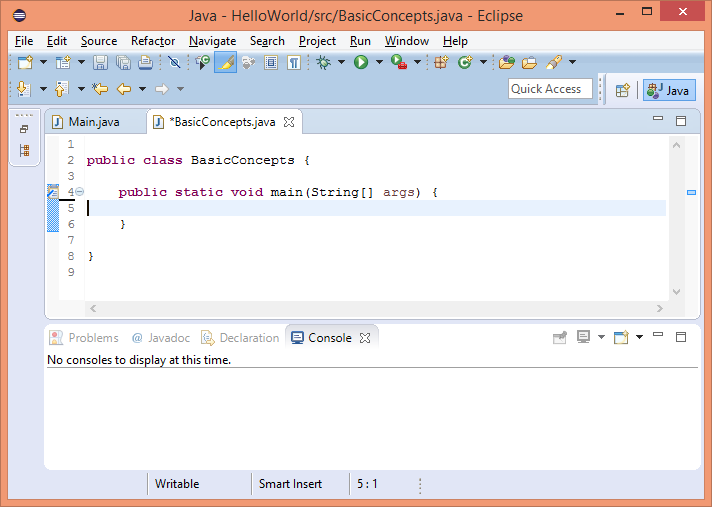 Java - HelloWorld/src/BasicConcepts.java - Eclipse
File Edit Source Refactor Navigate Search Project Run Window Help
Quick Access Java
Main.java *BasicConcepts.java
1
2 public class BasicConcepts {
3
4 public static void main(String[] args) {
5
6 }
7
8 }
9
Problems @ Javadoc Declaration Console
No consoles to display at this time.
Writable Smart Insert 5 : 1